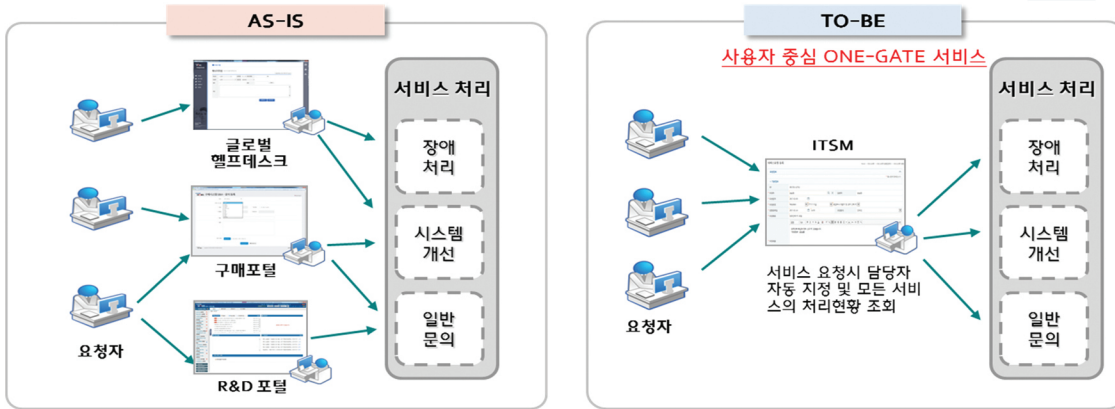 AS-IS
글로벌
헬프데스크
구매포털
요청자
R&D 포털
서비스 처리
장애
처리
시스템
개선
일반
문의
TO-BE
사용자 중심 ONE-GATE 서비스
ITSM
서비스 요청시 담당자
자동 지정 및 모든 서비
스의 처리현황 조회
요청자
서비스 처리
장애
처리
시스템
개선
일반
문의